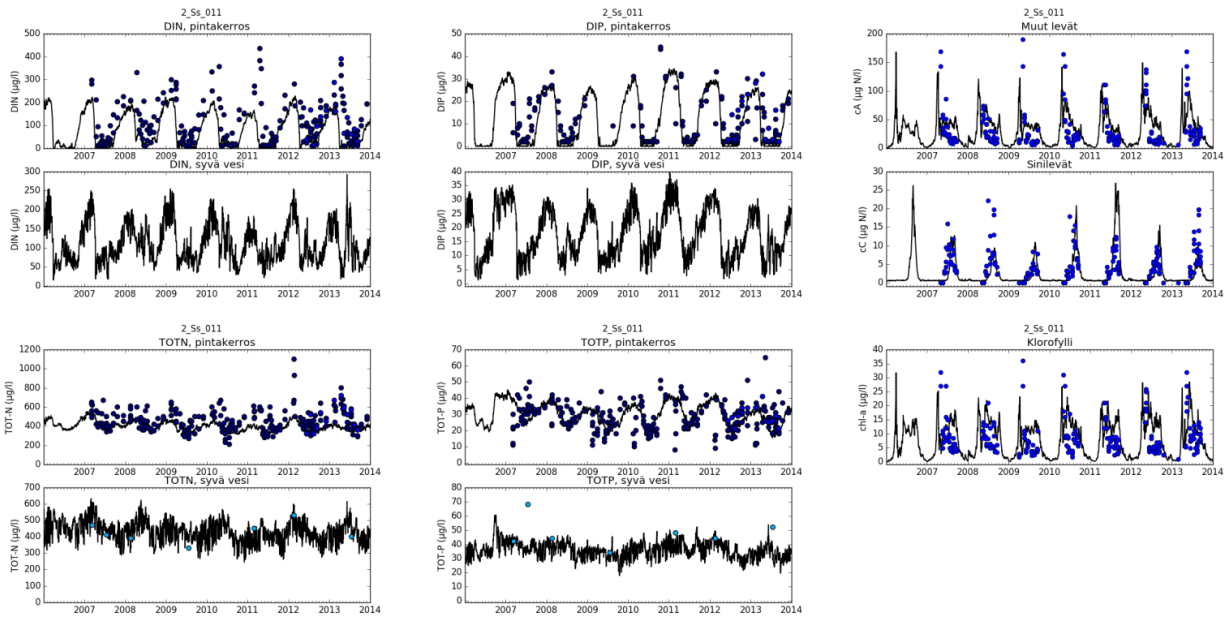 2_Ss_011
DIN, pintakerros
DIN (µg/l)
500
400
300
200
100
0
2007 2008 2009 2010 2011 2012 2013 2014
DIN, syvä vesi
DIN (µg/l)
300
250
200
150
100
50
0
2007 2008 2009 2010 2011 2012 2013 2014
2_Ss_011
DIP, pintakerros
DIP (µg/l)
50
40
30
20
10
0
2007 2008 2009 2010 2011 2012 2013 2014
DIP, syvä vesi
DIP (µg/l)
40
35
30
25
20
15
10
5
0
2007 2008 2009 2010 2011 2012 2013 2014
2_Ss_011
Muut levät
cA (µg N/l)
200
150
100
50
0
2007 2008 2009 2010 2011 2012 2013 2014
Sinilevät
cC (µg N/l)
30
25
20
15
10
5
0
2007 2008 2009 2010 2011 2012 2013 2014
2_Ss_011
TOTN, pintakerros
TOT-N (µg/l)
1200
1000
800
600
400
200
0
2007 2008 2009 2010 2011 2012 2013 2014
TOTN, syvä vesi
TOT-N (µg/l)
700
600
500
400
300
200
100
0
2007 2008 2009 2010 2011 2012 2013 2014
2_Ss_011
TOTP, pintakerros
TOT-P (µg/l)
70
60
50
40
30
20
10
0
2007 2008 2009 2010 2011 2012 2013 2014
TOTP, syvä vesi
TOT-P (µg/l)
80
70
60
50
40
30
20
10
0
2007 2008 2009 2010 2011 2012 2013 2014
2_Ss_011
Klorofylli
chl-a (µg/l)
40
35
30
25
20
15
10
5
0
2007 2008 2009 2010 2011 2012 2013 2014